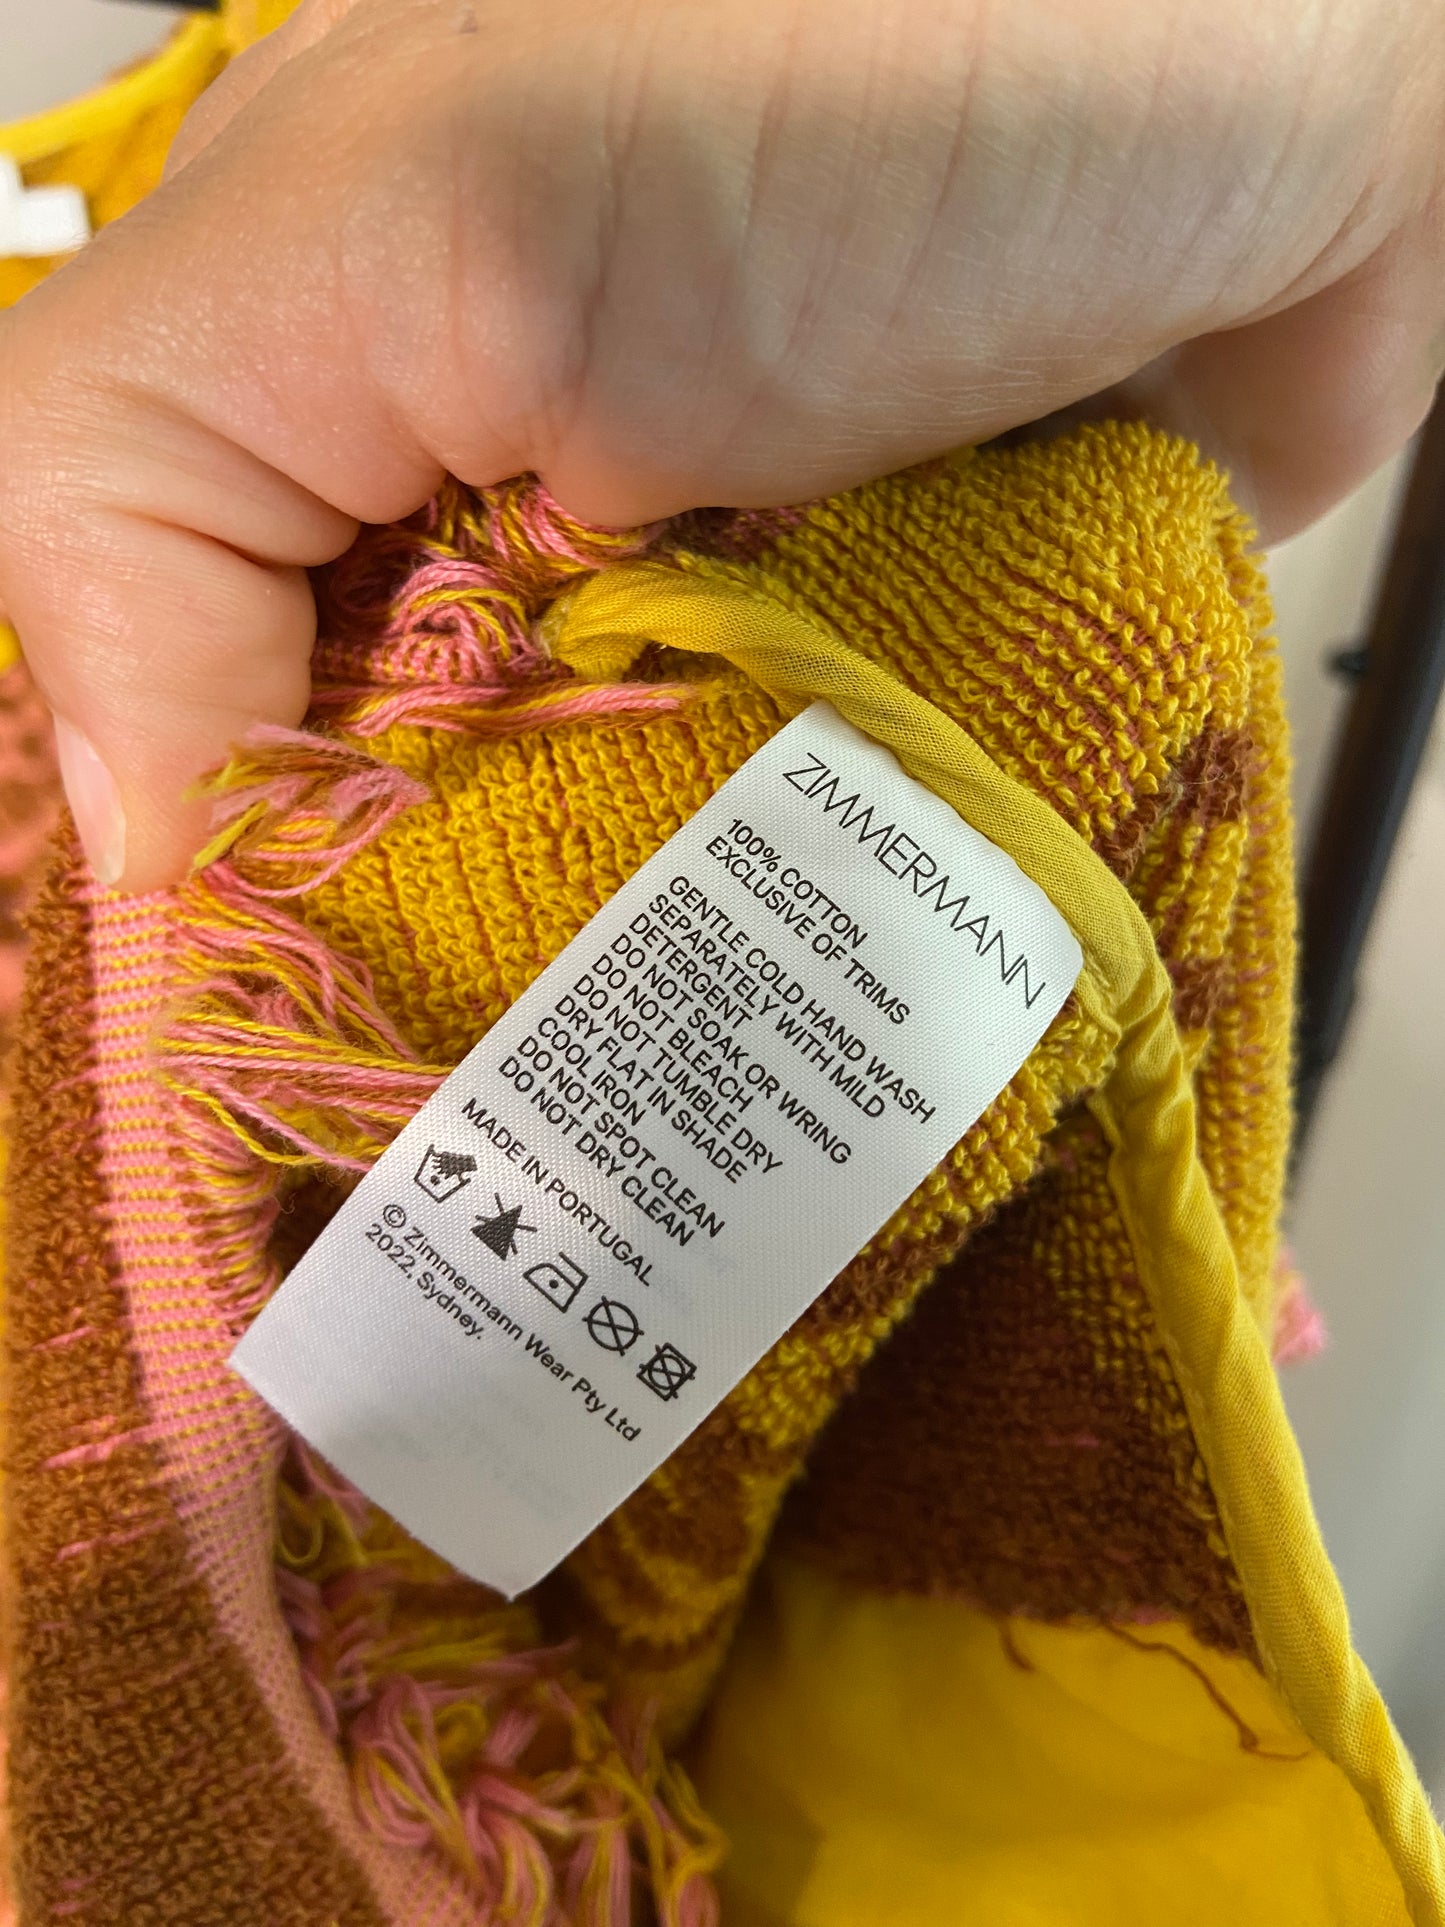 ZIMMERMANN
100% COTTON
EXCLUSIVE OF TRIMS
GENTLE COLD HAND WASH
SEPARATELY WITH MILD
DETERGENT
DO NOT SOAK OR WRING
DO NOT BLEACH
DO NOT TUMBLE DRY
DRY FLAT IN SHADE
COOL IRON
DO NOT SPOT CLEAN
DO NOT DRY CLEAN
MADE IN PORTUGAL
© Zimmermann Wear Pty Ltd
2022, Sydney.